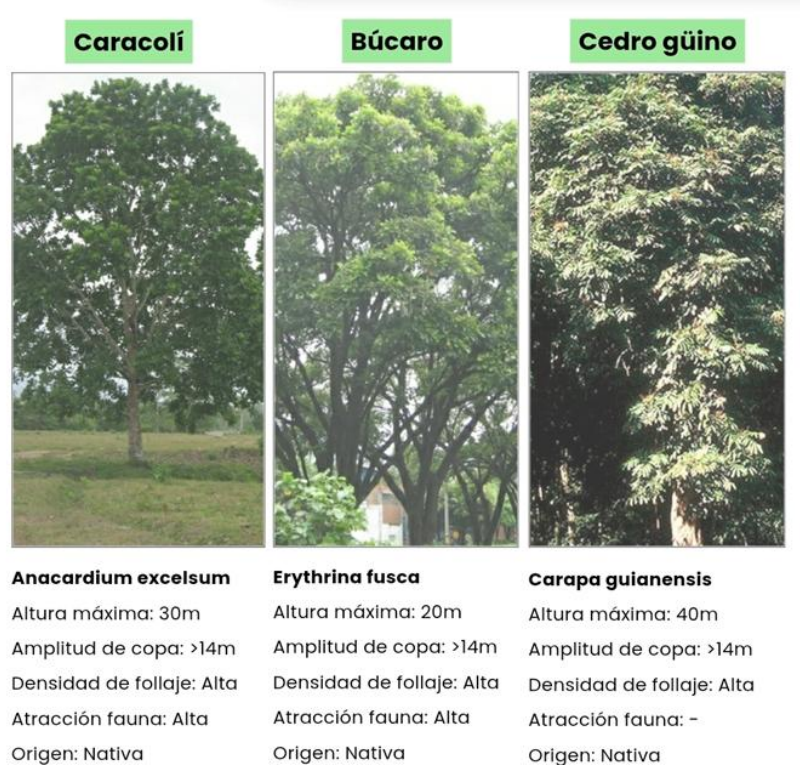 Caracolí
Búcaro
Cedro güino
Anacardium excelsum
Altura máxima: 30m
Amplitud de copa: >14m
Densidad de follaje: Alta
Atracción fauna: Alta
Origen: Nativa
Erythrina fusca
Altura máxima: 20m
Amplitud de copa: >14m
Densidad de follaje: Alta
Atracción fauna: Alta
Origen: Nativa
Carapa guianensis
Altura máxima: 40m
Amplitud de copa: >14m
Densidad de follaje: Alta
Atracción fauna: -
Origen: Nativa